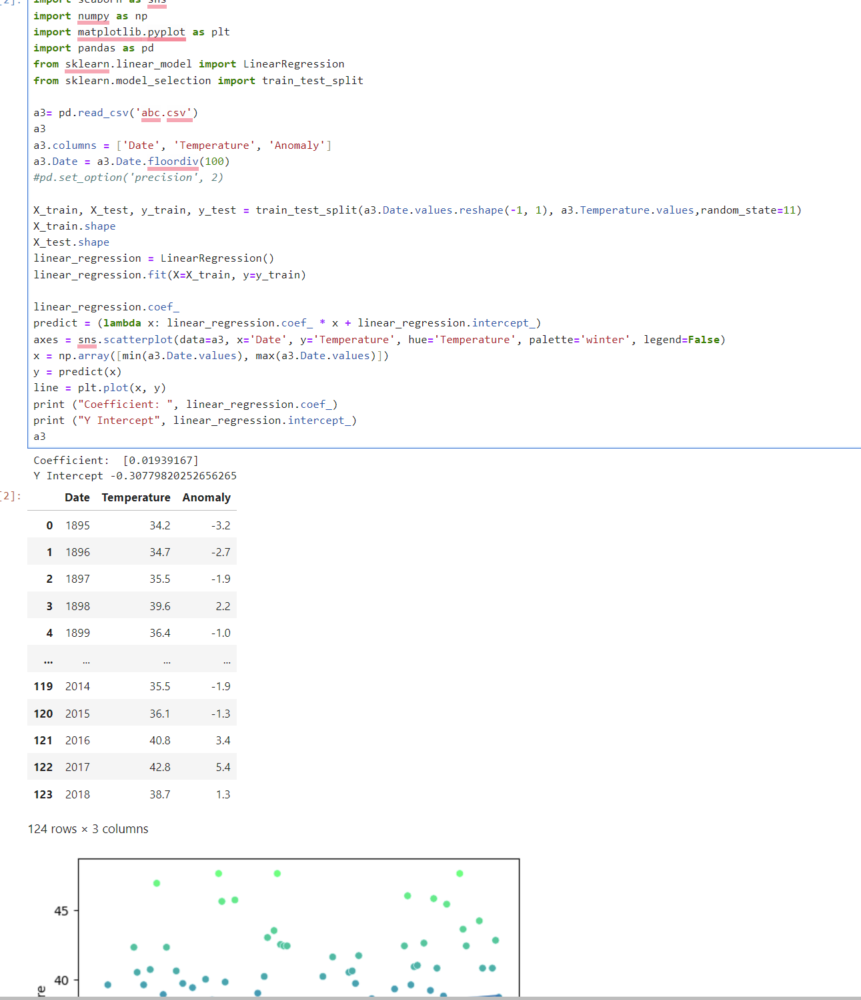 [2]:
import seaborn as sns
import numpy as np
import matplotlib.pyplot as plt
import pandas as pd
from sklearn.linear_model import LinearRegression
from sklearn.model_selection import train_test_split
a3= pd.read_csv('abc.csv')
a3
a3.columns = ['Date', 'Temperature', 'Anomaly']
a3.Date = a3.Date.floordiv(100)
#pd.set_option('precision', 2)
X_train, X_test, y_train, y_test = train_test_split(a3.Date.values.reshape(-1, 1), a3.Temperature.values,random_state=11)
X_train.shape
X_test.shape
linear_regression = LinearRegression()
linear_regression.fit(X=X_train, y=y_train)
linear_regression.coef_
predict = (lambda x: linear_regression.coef_ * x + linear_regression.intercept_)
axes = sns.scatterplot(data=a3, x='Date', y='Temperature', hue='Temperature', palette='winter', legend=False)
x = np.array([min(a3.Date.values), max(a3.Date.values)])
y = predict(x)
line = plt.plot(x, y)
print ("Coefficient: ", linear_regression.coef_)
print ("Y Intercept", linear_regression.intercept_)
a3
Coefficient:  [0.01939167]
Y Intercept -0.30779820252656265
[2]:
Date Temperature Anomaly
0 1895 34.2 -3.2
1 1896 34.7 -2.7
2 1897 35.5 -1.9
3 1898 39.6 2.2
4 1899 36.4 -1.0
... ... ... ...
119 2014 35.5 -1.9
120 2015 36.1 -1.3
121 2016 40.8 3.4
122 2017 42.8 5.4
123 2018 38.7 1.3
124 rows × 3 columns
45
40
re